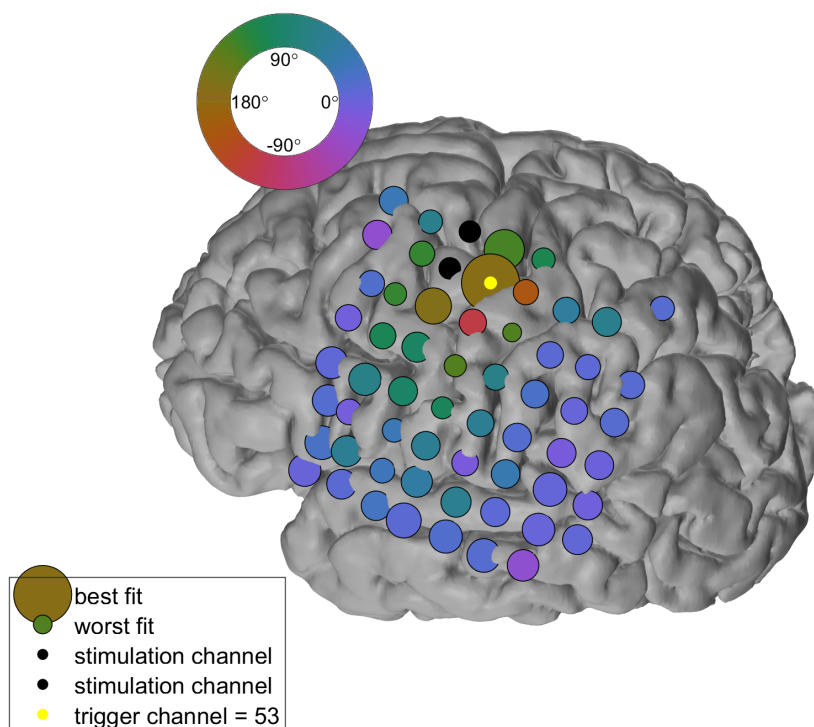 90°
180° 0°
-90°
best fit
worst fit
stimulation channel
stimulation channel
trigger channel = 53